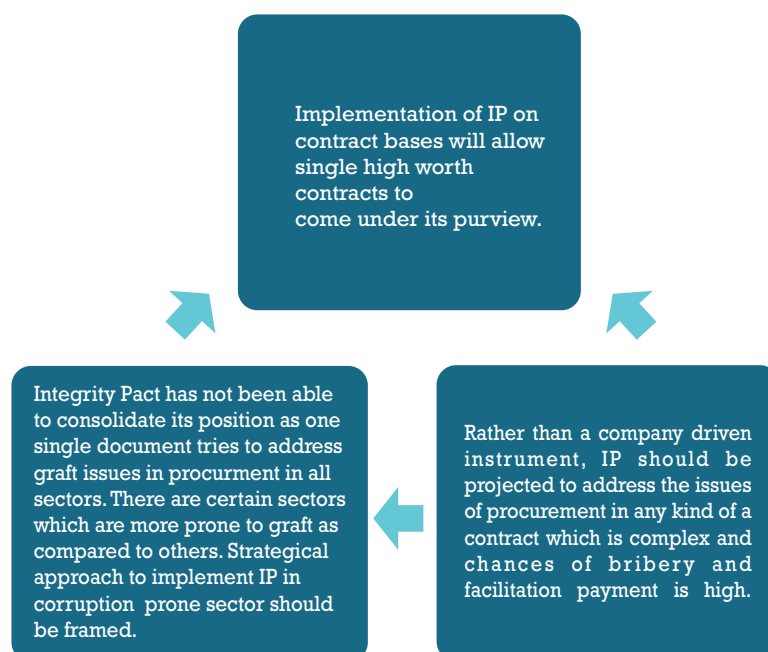 Implementation of IP on
contract bases will allow
single high worth
contracts to
come under its purview.
Integrity Pact has not been able
to consolidate its position as one
single document tries to address
graft issues in procurment in all
sectors. There are certain sectors
which are more prone to graft as
compared to others. Strategical
approach to implement IP in
corruption prone sector should
be framed.
Rather than a company driven
instrument, IP should be
projected to address the issues
of procurement in any kind of a
contract which is complex and
chances of bribery and
facilitation payment is high.